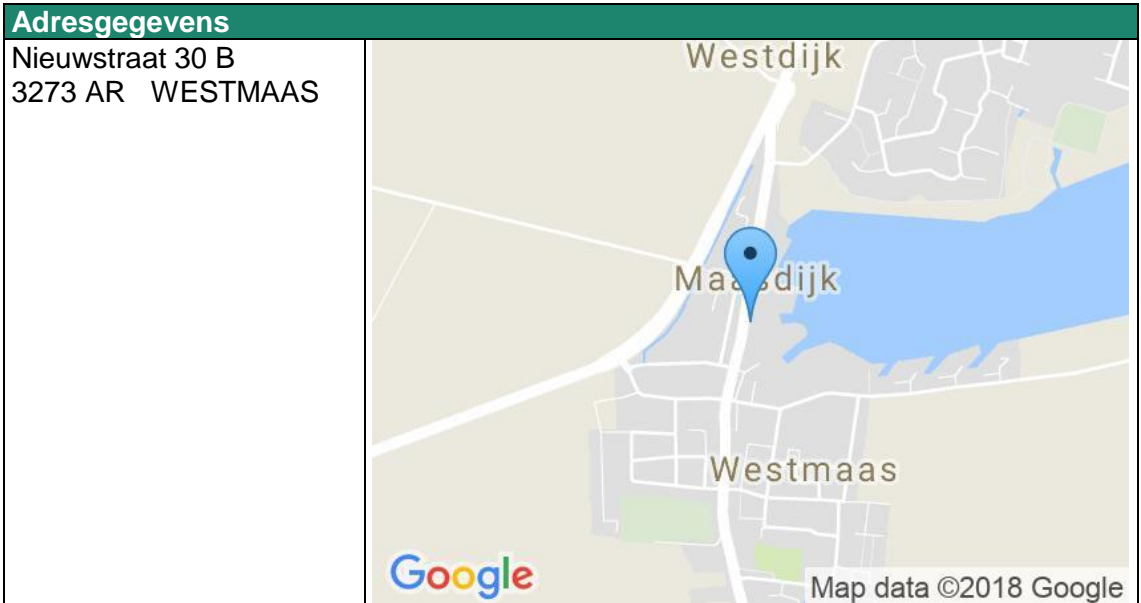 Adresgegevens
Nieuwstraat 30 B
3273 AR WESTMAAS
Westdijk
Maasdijk
Westmaas
Google
Map data ©2018 Google